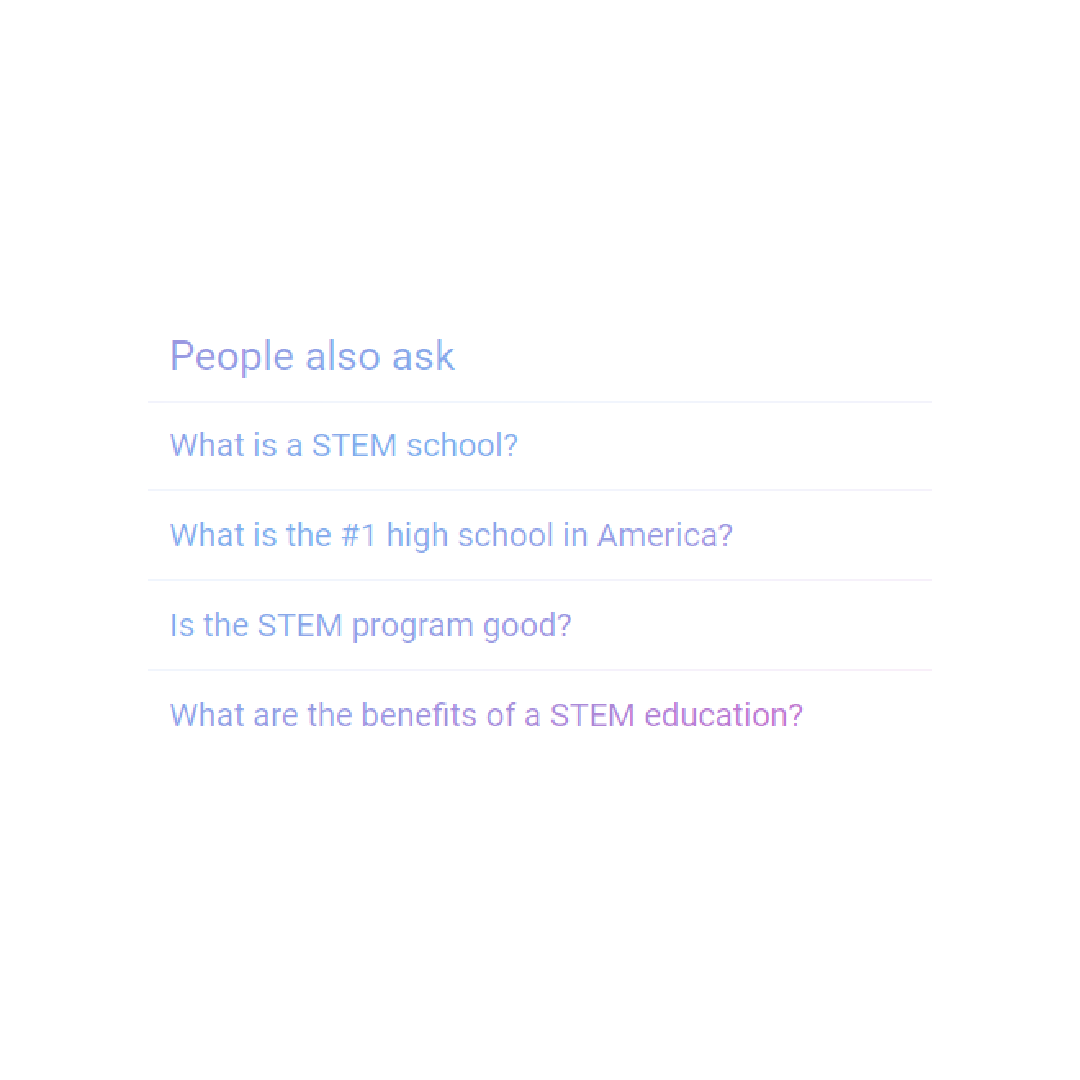 People also ask
What is a STEM school?
What is the #1 high school in America?
Is the STEM program good?
What are the benefits of a STEM education?